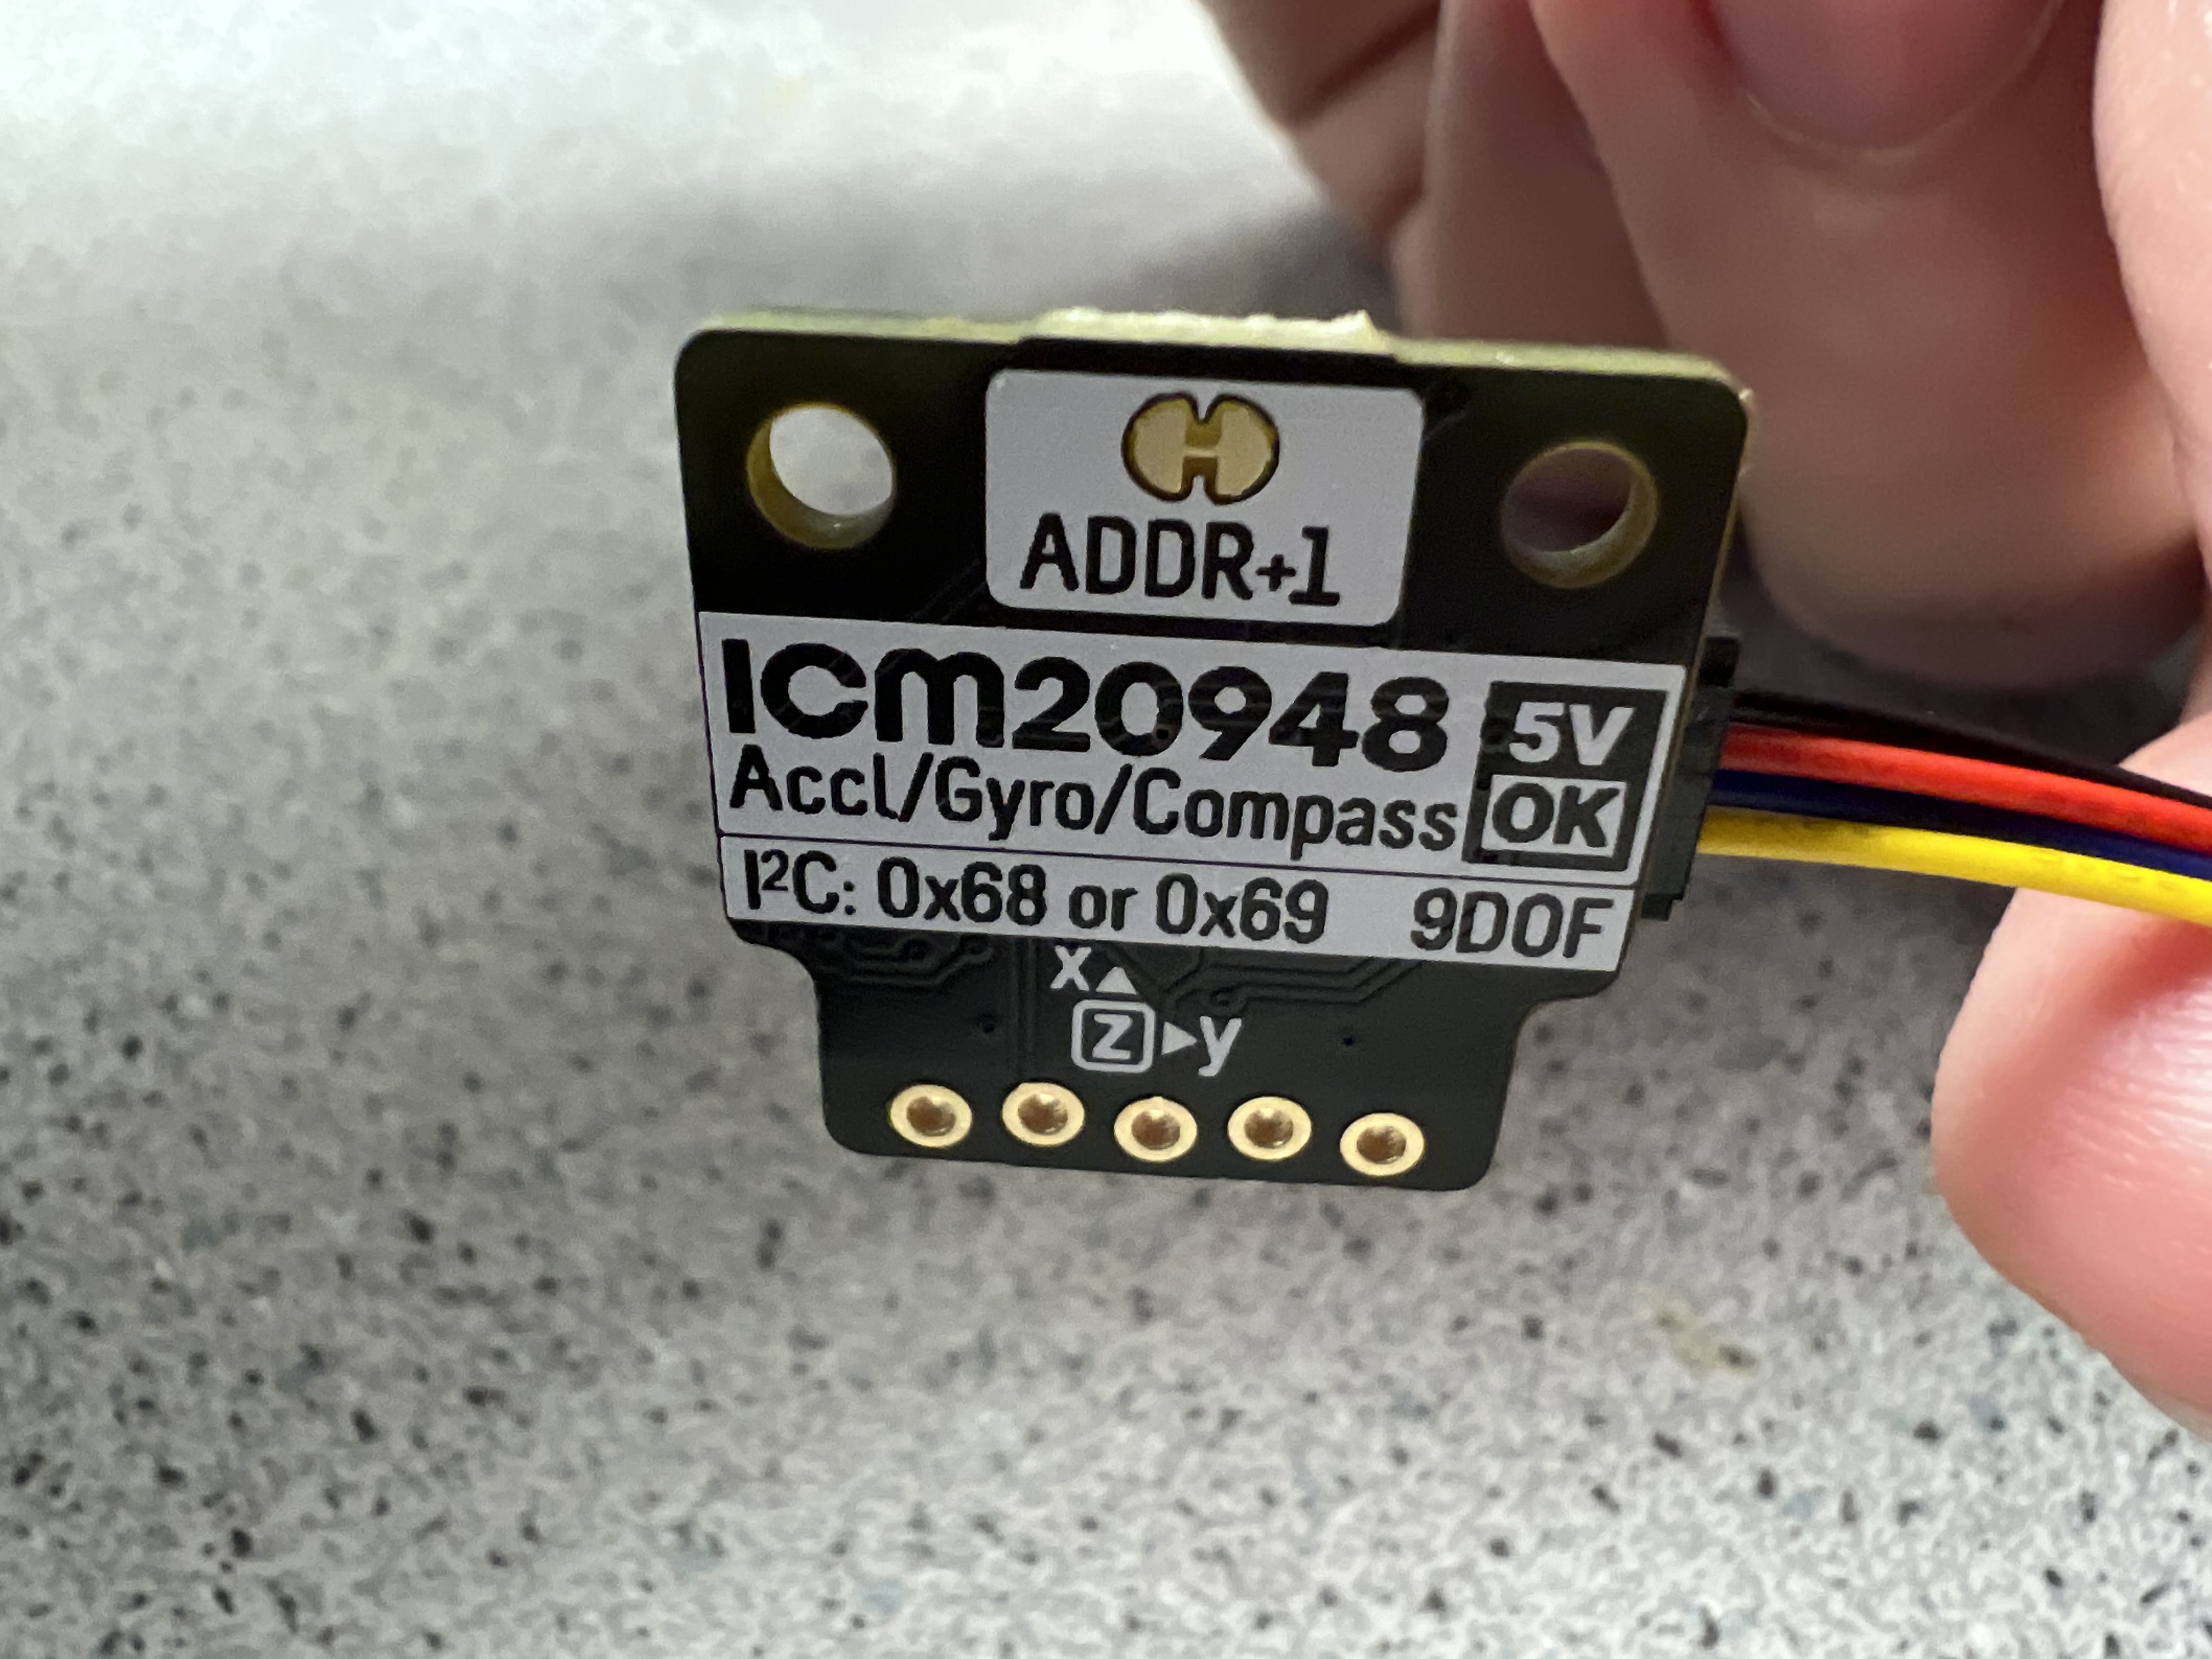 ADDR+1
ICM20948 5V
Accl/Gyro/Compass OK
I²C: 0x68 or 0x69 9DOF
x
z y